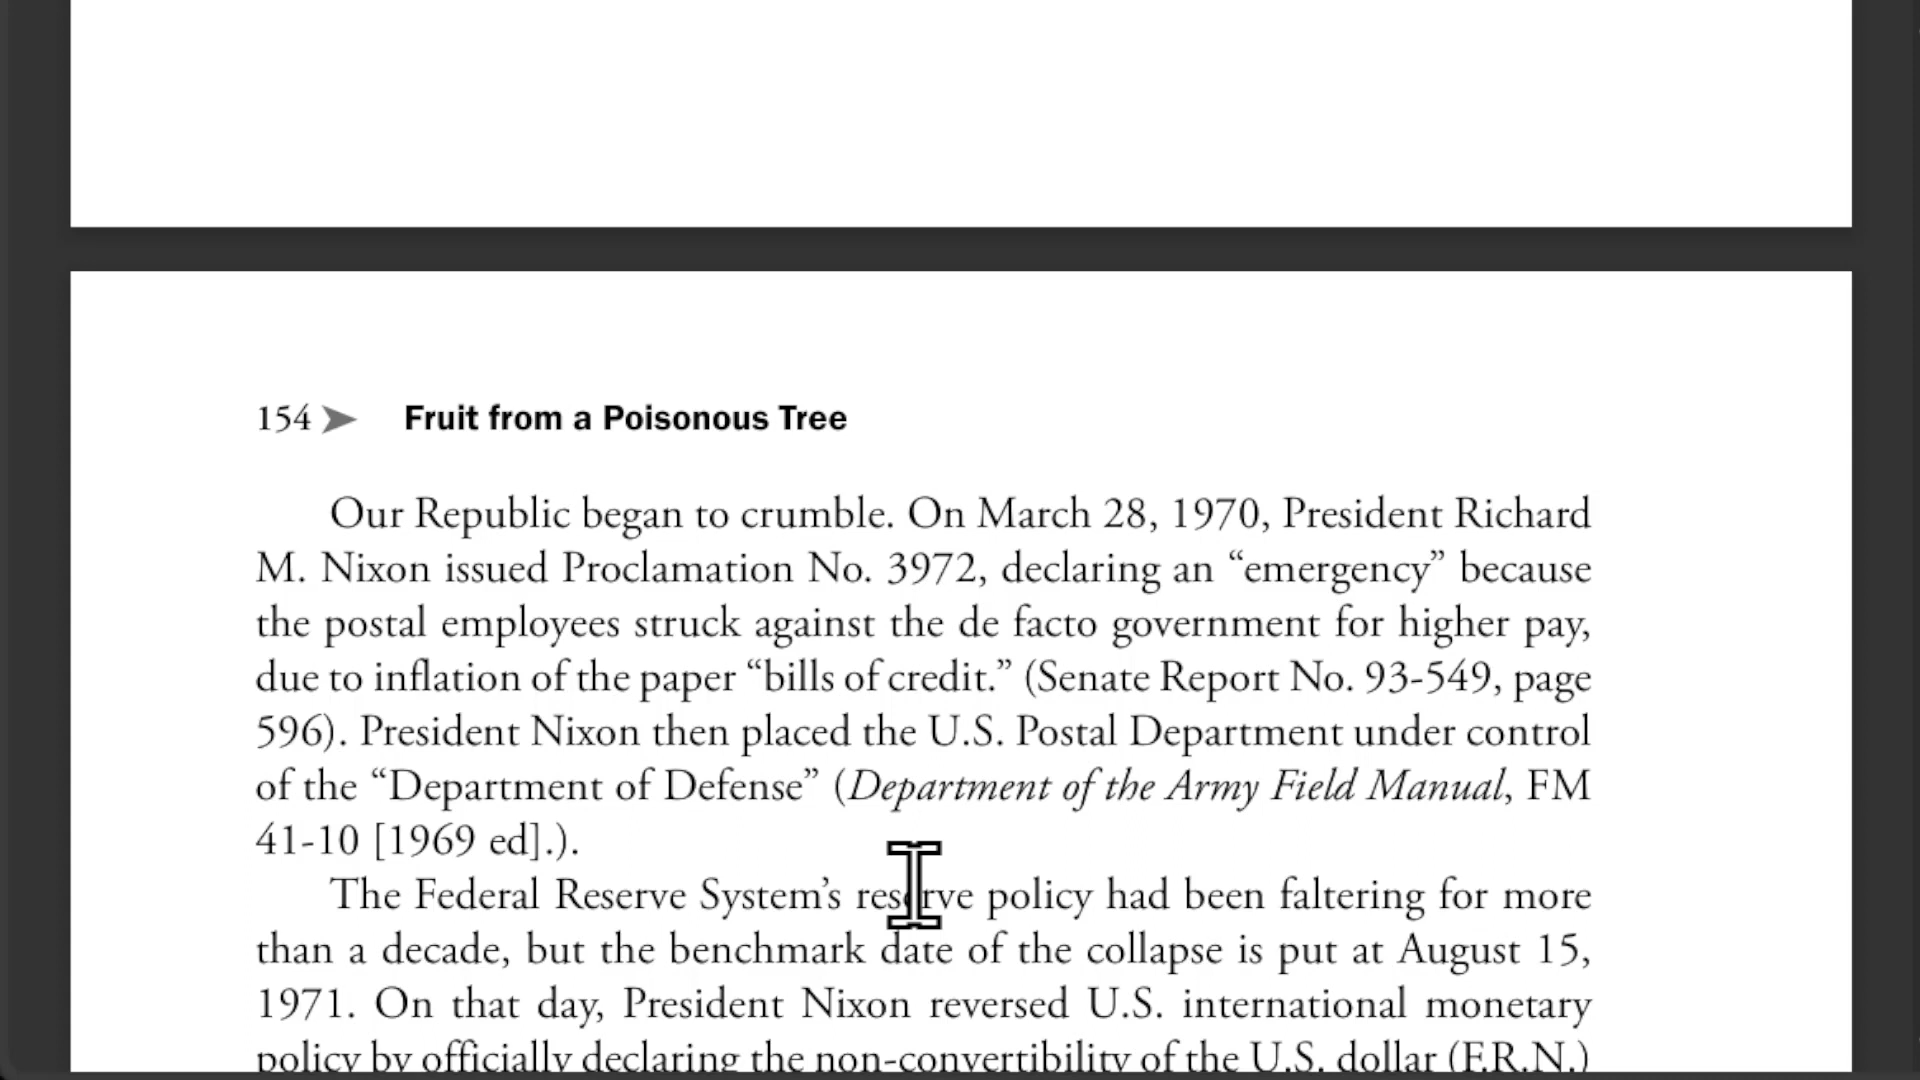 154 ➤ Fruit from a Poisonous Tree
Our Republic began to crumble. On March 28, 1970, President Richard
M. Nixon issued Proclamation No. 3972, declaring an “emergency” because
the postal employees struck against the de facto government for higher pay,
due to inflation of the paper “bills of credit.” (Senate Report No. 93-549, page
596). President Nixon then placed the U.S. Postal Department under control
of the “Department of Defense” (Department of the Army Field Manual, FM
41-10 [1969 ed].).
The Federal Reserve System’s reserve policy had been faltering for more
than a decade, but the benchmark date of the collapse is put at August 15,
1971. On that day, President Nixon reversed U.S. international monetary
policy by officially declaring the non-convertibility of the U.S. dollar (F.R.N.)